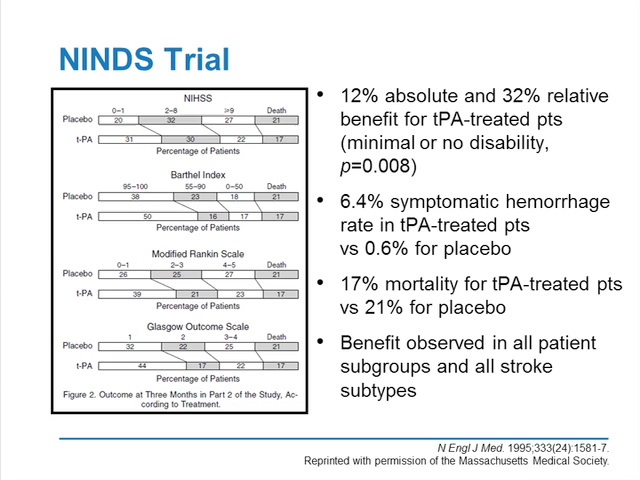 NINDS Trial
NIHSS
0–1 2–8 ≥9 Death
Placebo 20 32 27 21
t-PA 31 30 22 17
Percentage of Patients
Barthel Index
95–100 55–90 0–50 Death
Placebo 38 23 18 21
t-PA 50 16 17 17
Percentage of Patients
Modified Rankin Scale
0–1 2–3 4–5 Death
Placebo 26 25 27 21
t-PA 39 21 23 17
Percentage of Patients
Glasgow Outcome Scale
1 2 3–4 Death
Placebo 32 22 25 21
t-PA 44 17 22 17
Percentage of Patients
Figure 2. Outcome at Three Months in Part 2 of the Study, Ac-
cording to Treatment.
• 12% absolute and 32% relative
benefit for tPA-treated pts
(minimal or no disability,
p=0.008)
• 6.4% symptomatic hemorrhage
rate in tPA-treated pts
vs 0.6% for placebo
• 17% mortality for tPA-treated pts
vs 21% for placebo
• Benefit observed in all patient
subgroups and all stroke
subtypes
N Engl J Med. 1995;333(24):1581-7.
Reprinted with permission of the Massachusetts Medical Society.